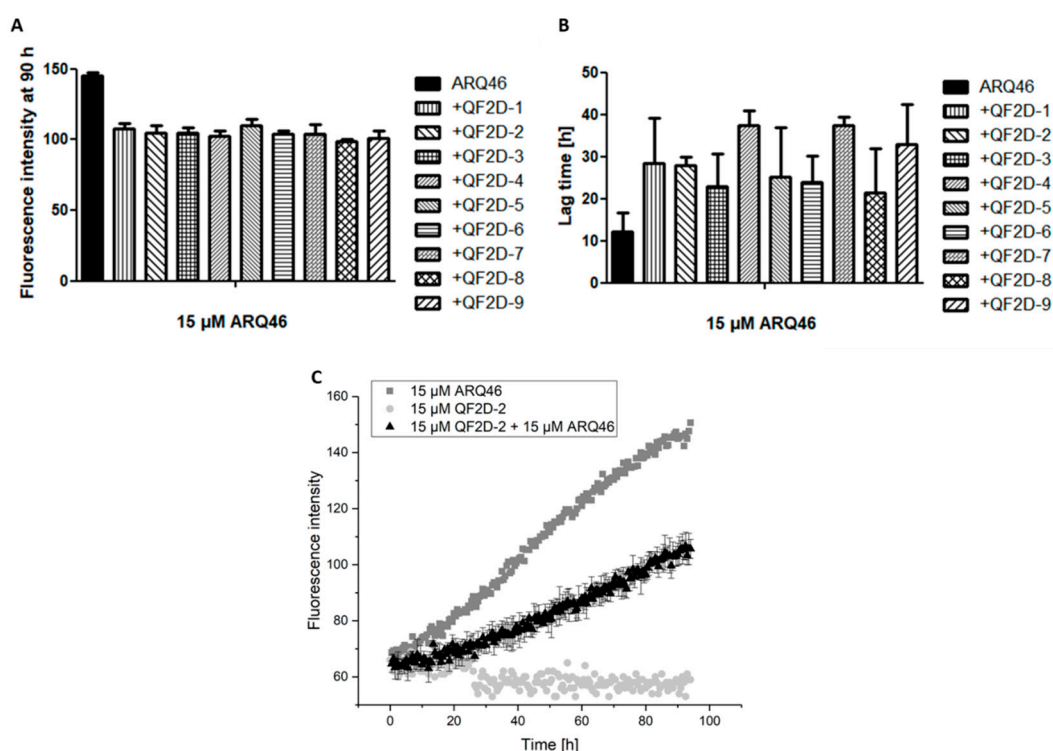 A
Fluorescence intensity at 90 h
150
100
50
0
15 µM ARQ46
ARQ46
+QF2D-1
+QF2D-2
+QF2D-3
+QF2D-4
+QF2D-5
+QF2D-6
+QF2D-7
+QF2D-8
+QF2D-9
B
Lag time [h]
50
40
30
20
10
0
15 µM ARQ46
ARQ46
+QF2D-1
+QF2D-2
+QF2D-3
+QF2D-4
+QF2D-5
+QF2D-6
+QF2D-7
+QF2D-8
+QF2D-9
C
15 µM ARQ46
15 µM QF2D-2
15 µM QF2D-2 + 15 µM ARQ46
Fluorescence intensity
160
140
120
100
80
60
0 20 40 60 80 100
Time [h]